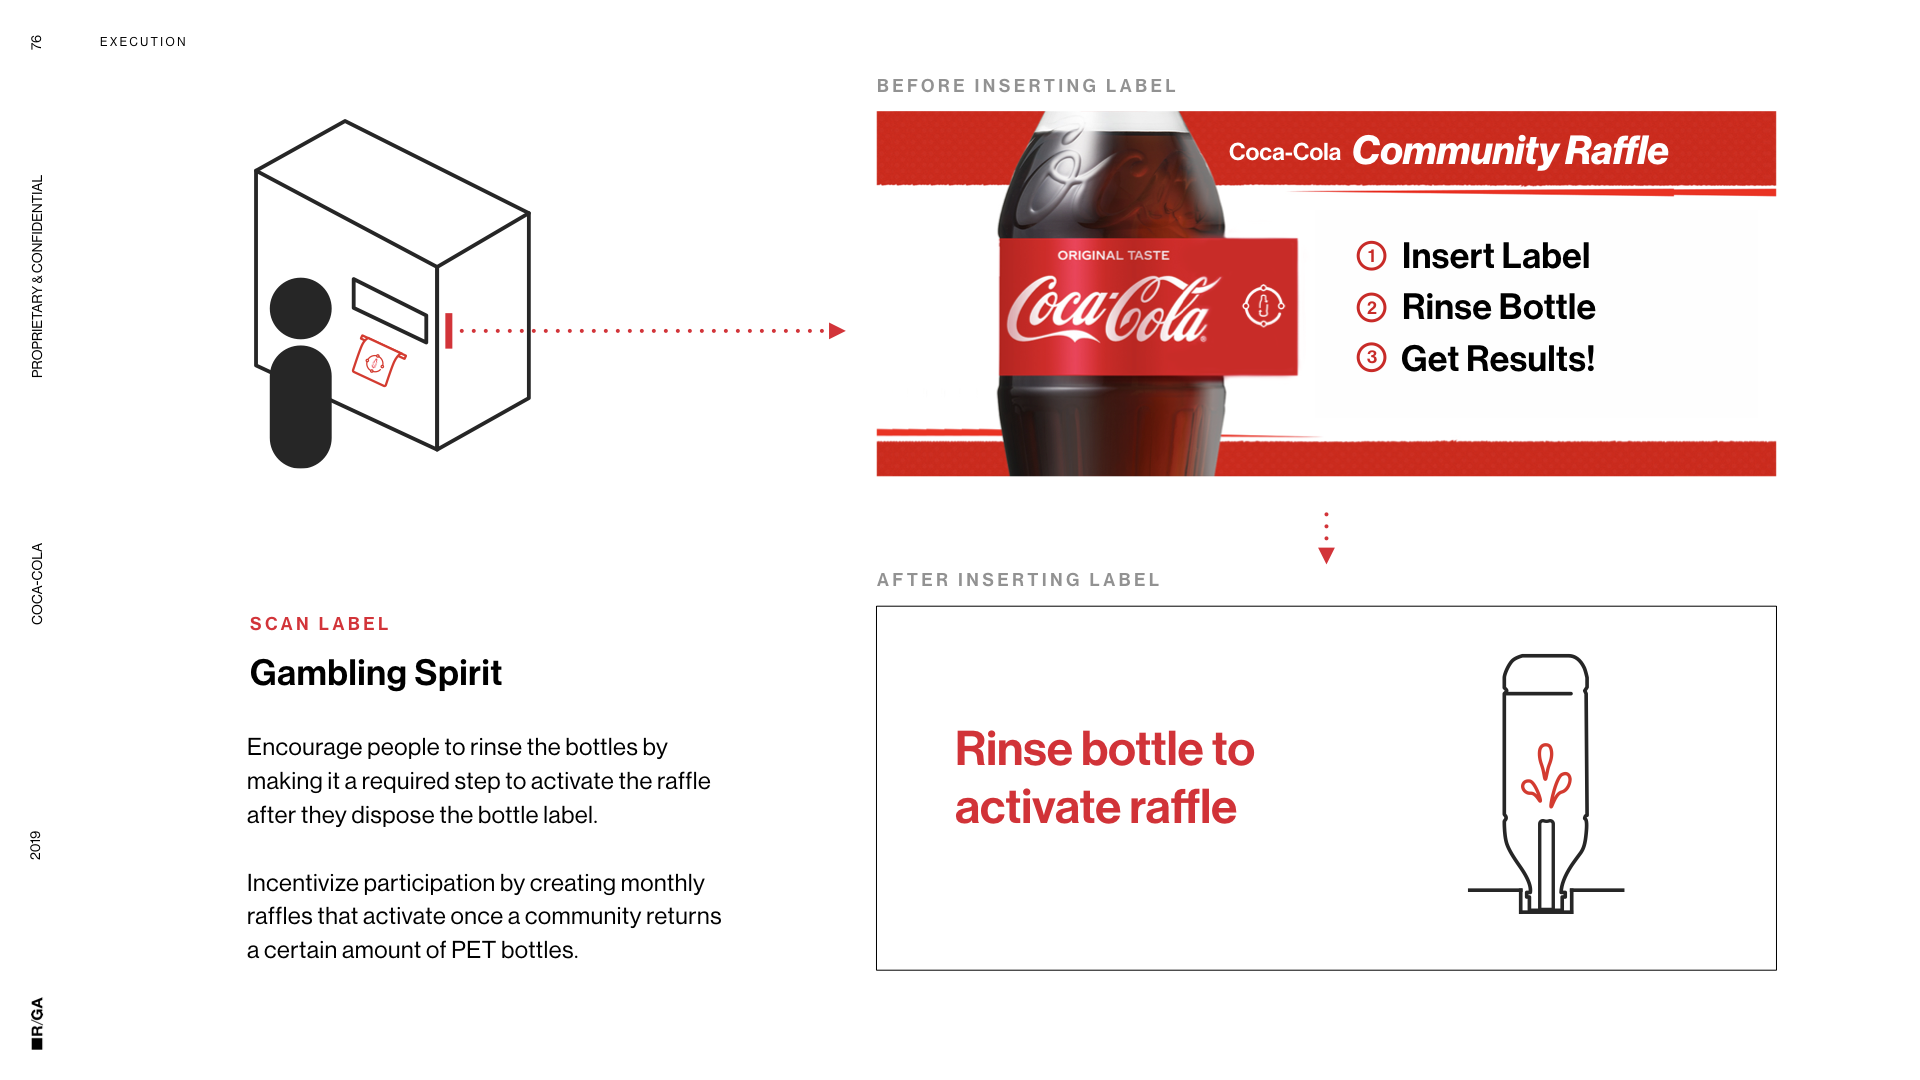 76
EXECUTION
PROPRIETARY & CONFIDENTIAL
COCA-COLA
2019
R/GA
BEFORE INSERTING LABEL
Coca-Cola Community Raffle
ORIGINAL TASTE
Coca-Cola
1 Insert Label
2 Rinse Bottle
3 Get Results!
SCAN LABEL
Gambling Spirit
Encourage people to rinse the bottles by
making it a required step to activate the raffle
after they dispose the bottle label.
Incentivize participation by creating monthly
raffles that activate once a community returns
a certain amount of PET bottles.
AFTER INSERTING LABEL
Rinse bottle to
activate raffle